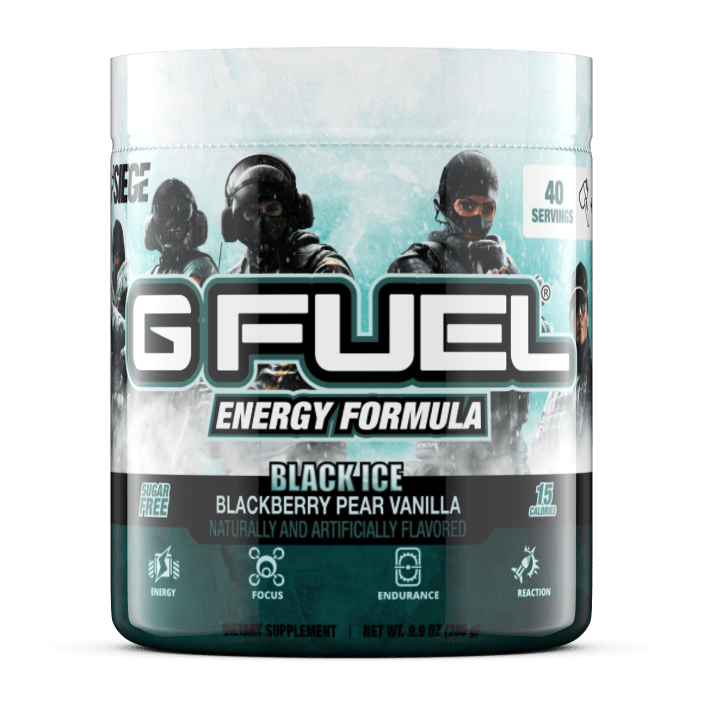 SIEGE
40
SERVINGS
G FUEL®
ENERGY FORMULA
BLACK ICE
BLACKBERRY PEAR VANILLA
NATURALLY AND ARTIFICIALLY FLAVORED
SUGAR
FREE
15
CALORIES
ENERGY
FOCUS
ENDURANCE
REACTION
DIETARY SUPPLEMENT | NET WT. 9.9 OZ (280 g)